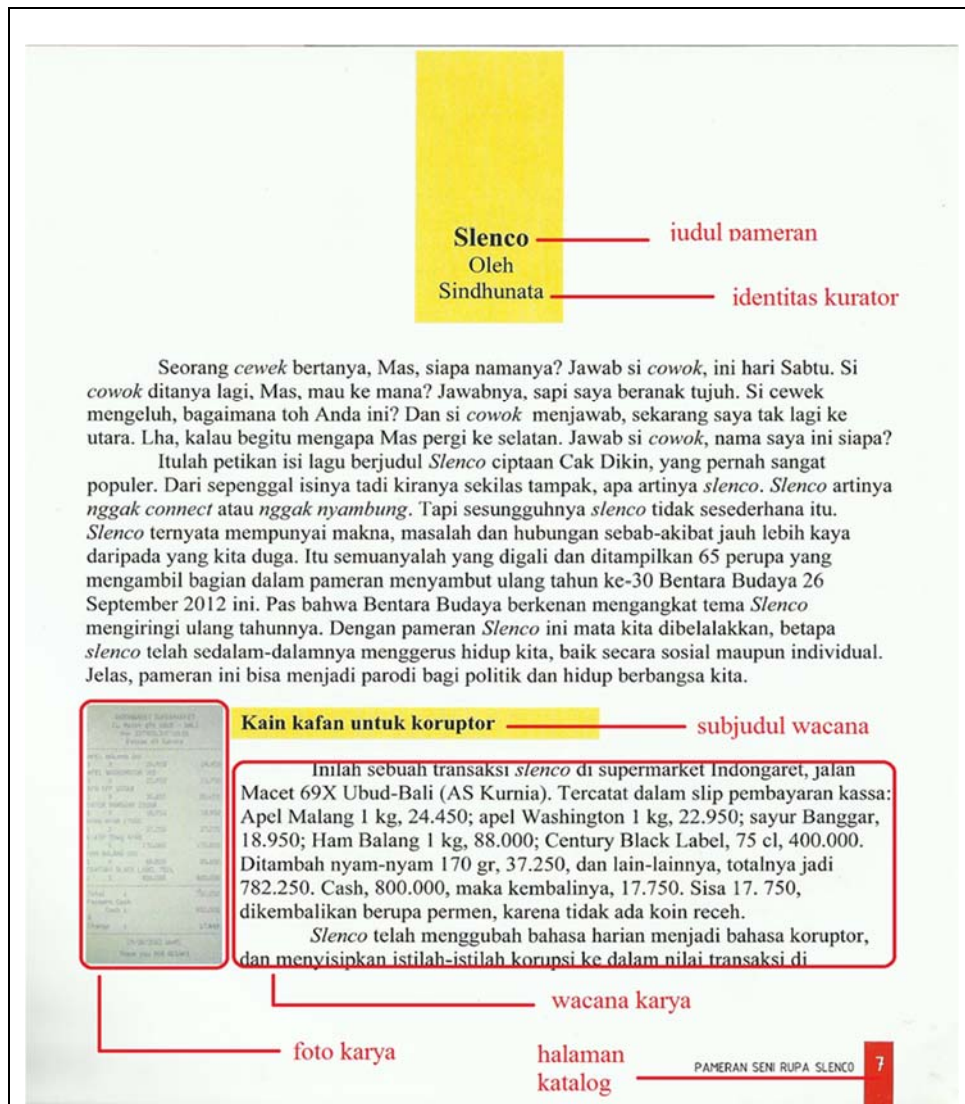 Slenco
judul pameran
Oleh
Sindhunata
identitas kurator
Seorang cewek bertanya, Mas, siapa namanya? Jawab si cowok, ini hari Sabtu. Si
cowok ditanya lagi, Mas, mau ke mana? Jawabnya, sapi saya beranak tujuh. Si cewek
mengeluh, bagaimana toh Anda ini? Dan si cowok menjawab, sekarang saya tak lagi ke
utara. Lha, kalau begitu mengapa Mas pergi ke selatan. Jawab si cowok, nama saya ini siapa?
Itulah petikan isi lagu berjudul Slenco ciptaan Cak Dikin, yang pernah sangat
populer. Dari sepenggal isinya tadi kiranya sekilas tampak, apa artinya slenco. Slenco artinya
nggak connect atau nggak nyambung. Tapi sesungguhnya slenco tidak sesederhana itu.
Slenco ternyata mempunyai makna, masalah dan hubungan sebab-akibat jauh lebih kaya
daripada yang kita duga. Itu semuanyalah yang digali dan ditampilkan 65 perupa yang
mengambil bagian dalam pameran menyambut ulang tahun ke-30 Bentara Budaya 26
September 2012 ini. Pas bahwa Bentara Budaya berkenan mengangkat tema Slenco
mengiringi ulang tahunnya. Dengan pameran Slenco ini mata kita dibelalakkan, betapa
slenco telah sedalam-dalamnya menggerus hidup kita, baik secara sosial maupun individual.
Jelas, pameran ini bisa menjadi parodi bagi politik dan hidup berbangsa kita.
Kain kafan untuk koruptor
subjudul wacana
Inilah sebuah transaksi slenco di supermarket Indongaret, jalan
Macet 69X Ubud-Bali (AS Kurnia). Tercatat dalam slip pembayaran kassa:
Apel Malang 1 kg, 24.450; apel Washington 1 kg, 22.950; sayur Banggar,
18.950; Ham Balang 1 kg, 88.000; Century Black Label, 75 cl, 400.000.
Ditambah nyam-nyam 170 gr, 37.250, dan lain-lainnya, totalnya jadi
782.250. Cash, 800.000, maka kembalinya, 17.750. Sisa 17. 750,
dikembalikan berupa permen, karena tidak ada koin receh.
Slenco telah menggubah bahasa harian menjadi bahasa koruptor,
dan menyisipkan istilah-istilah korupsi ke dalam nilai transaksi di
wacana karya
foto karya
halaman
katalog
PAMERAN SENI RUPA SLENCO 7